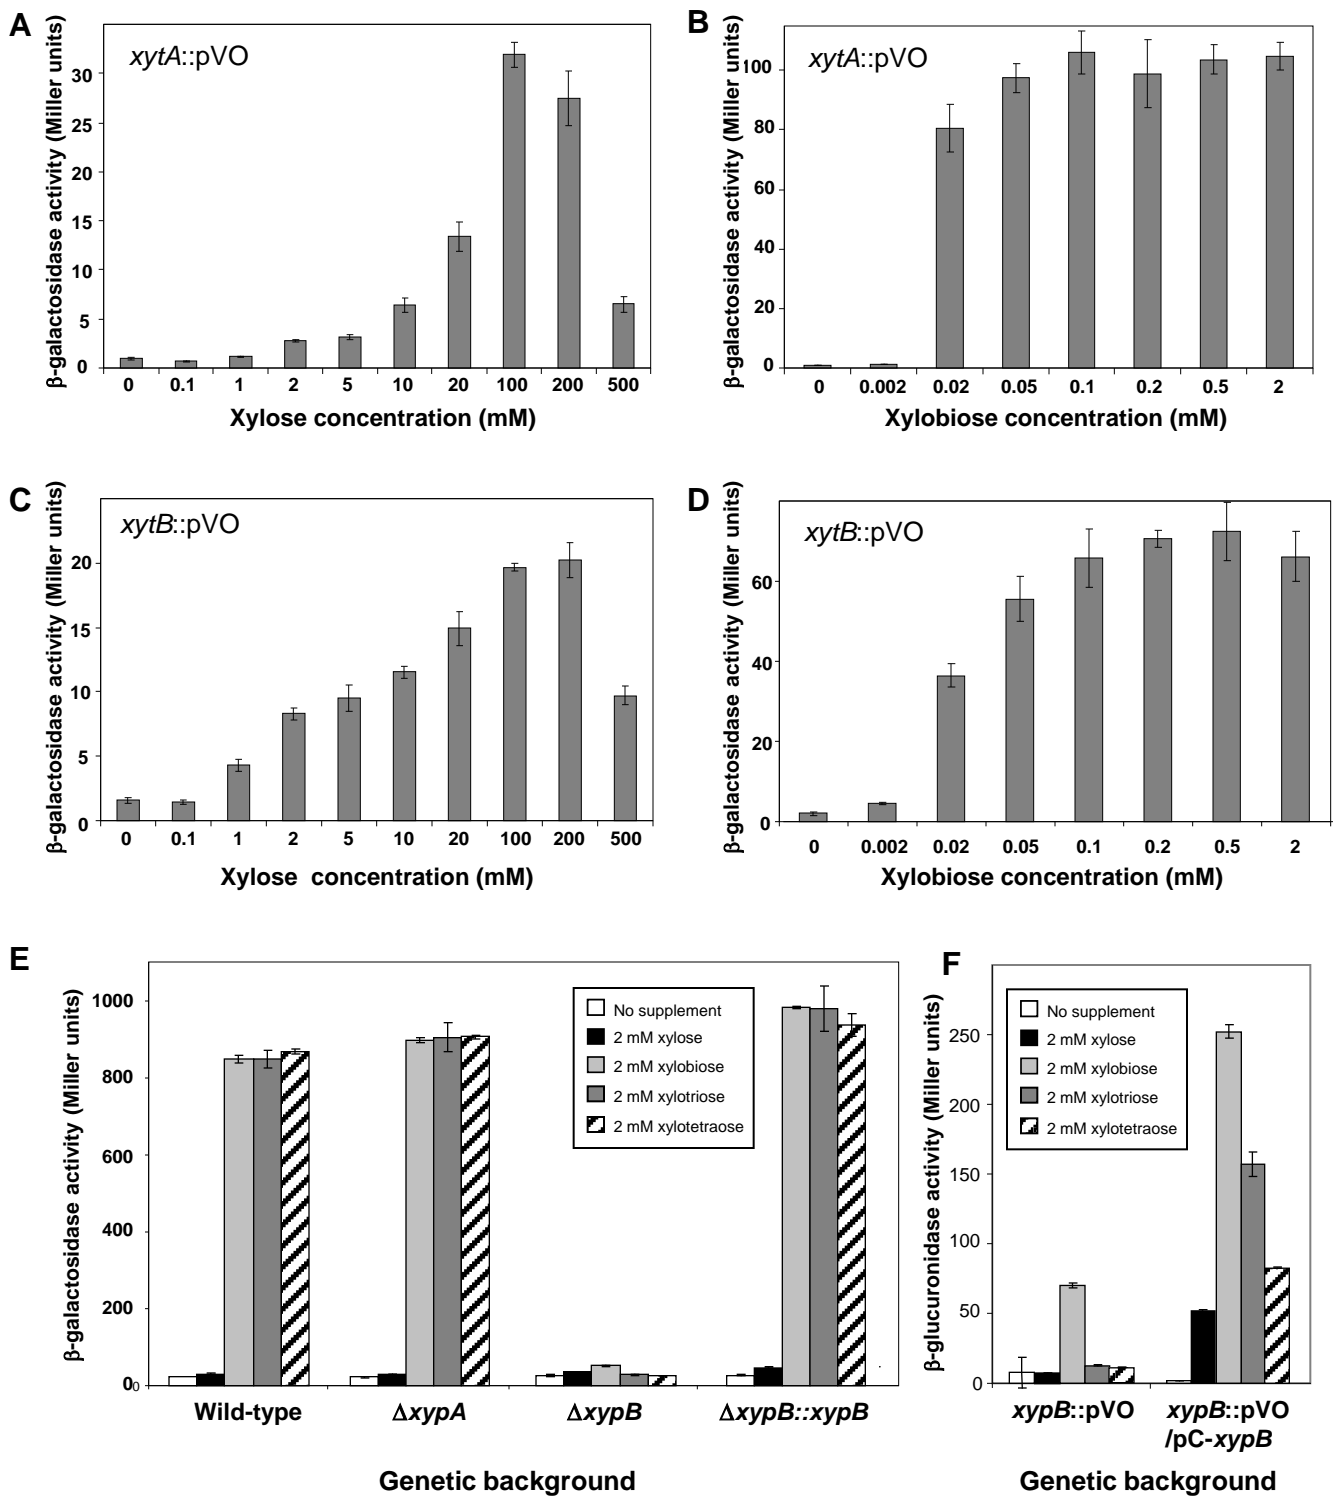 A
xytA::pVO
β-galactosidase activity (Miller units)
30
25
20
15
10
5
0
0 0.1 1 2 5 10 20 100 200 500
Xylose concentration (mM)
B
xytA::pVO
β-galactosidase activity (Miller units)
100
80
60
40
20
0
0 0.002 0.02 0.05 0.1 0.2 0.5 2
Xylobiose concentration (mM)
C
xytB::pVO
β-galactosidase activity (Miller units)
20
15
10
5
0
0 0.1 1 2 5 10 20 100 200 500
Xylose concentration (mM)
D
xytB::pVO
β-galactosidase activity (Miller units)
60
40
20
0
0 0.002 0.02 0.05 0.1 0.2 0.5 2
Xylobiose concentration (mM)
E
β-galactosidase activity (Miller units)
1000
800
600
400
200
0
0
No supplement
2 mM xylose
2 mM xylobiose
2 mM xylotriose
2 mM xylotetraose
Wild-type ΔxypA ΔxypB ΔxypB::xypB
Genetic background
F
β-glucuronidase activity (Miller units)
250
200
150
100
50
0
No supplement
2 mM xylose
2 mM xylobiose
2 mM xylotriose
2 mM xylotetraose
xypB::pVO xypB::pVO
/pC-xypB
Genetic background